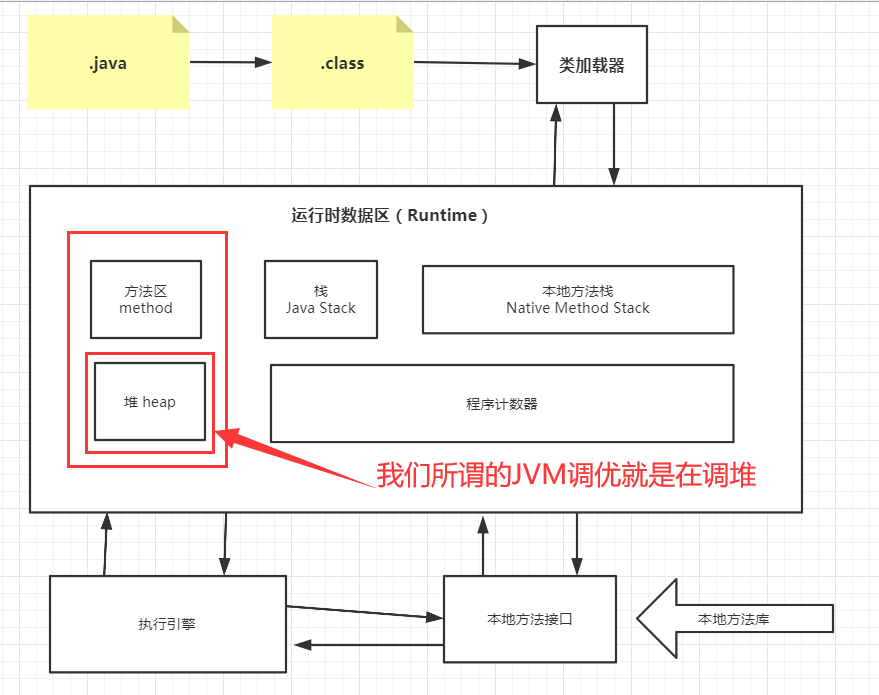 .java
.class
类加载器
运行时数据区（Runtime）
方法区
method
栈
Java Stack
本地方法栈
Native Method Stack
堆 heap
程序计数器
我们所谓的JVM调优就是在调堆
执行引擎
本地方法接口
本地方法库